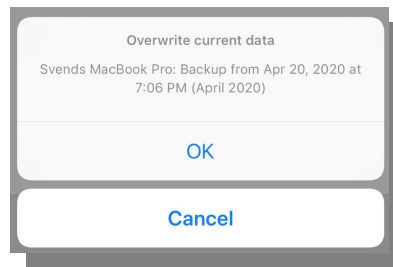 Overwrite current data
Svends MacBook Pro: Backup from Apr 20, 2020 at
7:06 PM (April 2020)
OK
Cancel